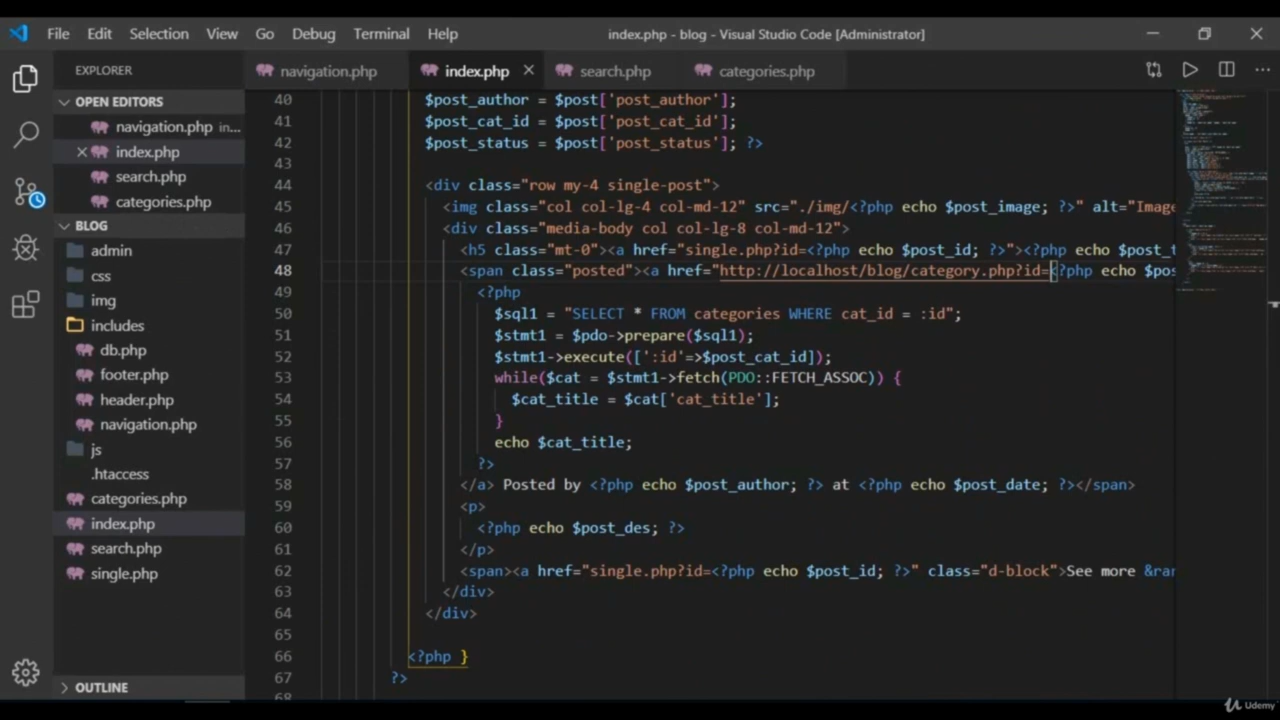 File Edit Selection View Go Debug Terminal Help
index.php - blog - Visual Studio Code [Administrator]
EXPLORER
navigation.php
index.php
search.php
categories.php
OPEN EDITORS
navigation.php in...
index.php
search.php
categories.php
BLOG
admin
css
img
includes
db.php
footer.php
header.php
navigation.php
js
.htaccess
categories.php
index.php
search.php
single.php
OUTLINE
40 $post_author = $post['post_author'];
41 $post_cat_id = $post['post_cat_id'];
42 $post_status = $post['post_status']; ?>
43
44 <div class="row my-4 single-post">
45 <img class="col col-lg-4 col-md-12" src="./img/<?php echo $post_image; ?>" alt="Image
46 <div class="media-body col col-lg-8 col-md-12">
47 <h5 class="mt-0"><a href="single.php?id=<?php echo $post_id; ?>"><?php echo $post_t
48 <span class="posted"><a href="http://localhost/blog/category.php?id=<?php echo $pos
49 <?php
50 $sql1 = "SELECT * FROM categories WHERE cat_id = :id";
51 $stmt1 = $pdo->prepare($sql1);
52 $stmt1->execute([':id'=>$post_cat_id]);
53 while($cat = $stmt1->fetch(PDO::FETCH_ASSOC)) {
54 $cat_title = $cat['cat_title'];
55 }
56 echo $cat_title;
57 ?>
58 </a> Posted by <?php echo $post_author; ?> at <?php echo $post_date; ?></span>
59 <p>
60 <?php echo $post_des; ?>
61 </p>
62 <span><a href="single.php?id=<?php echo $post_id; ?>" class="d-block">See more &rar
63 </div>
64 </div>
65
66 <?php }
67 ?>
68
Udemy